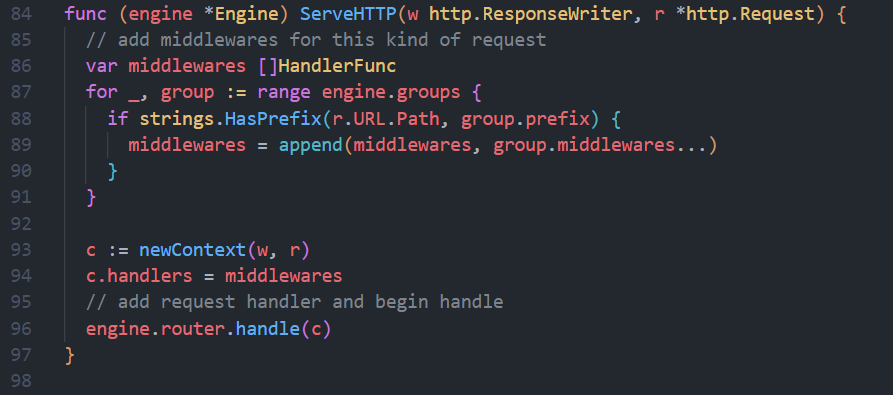 84 func (engine *Engine) ServeHTTP(w http.ResponseWriter, r *http.Request) {
85   // add middlewares for this kind of request
86   var middlewares []HandlerFunc
87   for _, group := range engine.groups {
88     if strings.HasPrefix(r.URL.Path, group.prefix) {
89       middlewares = append(middlewares, group.middlewares...)
90     }
91   }
92
93   c := newContext(w, r)
94   c.handlers = middlewares
95   // add request handler and begin handle
96   engine.router.handle(c)
97 }
98